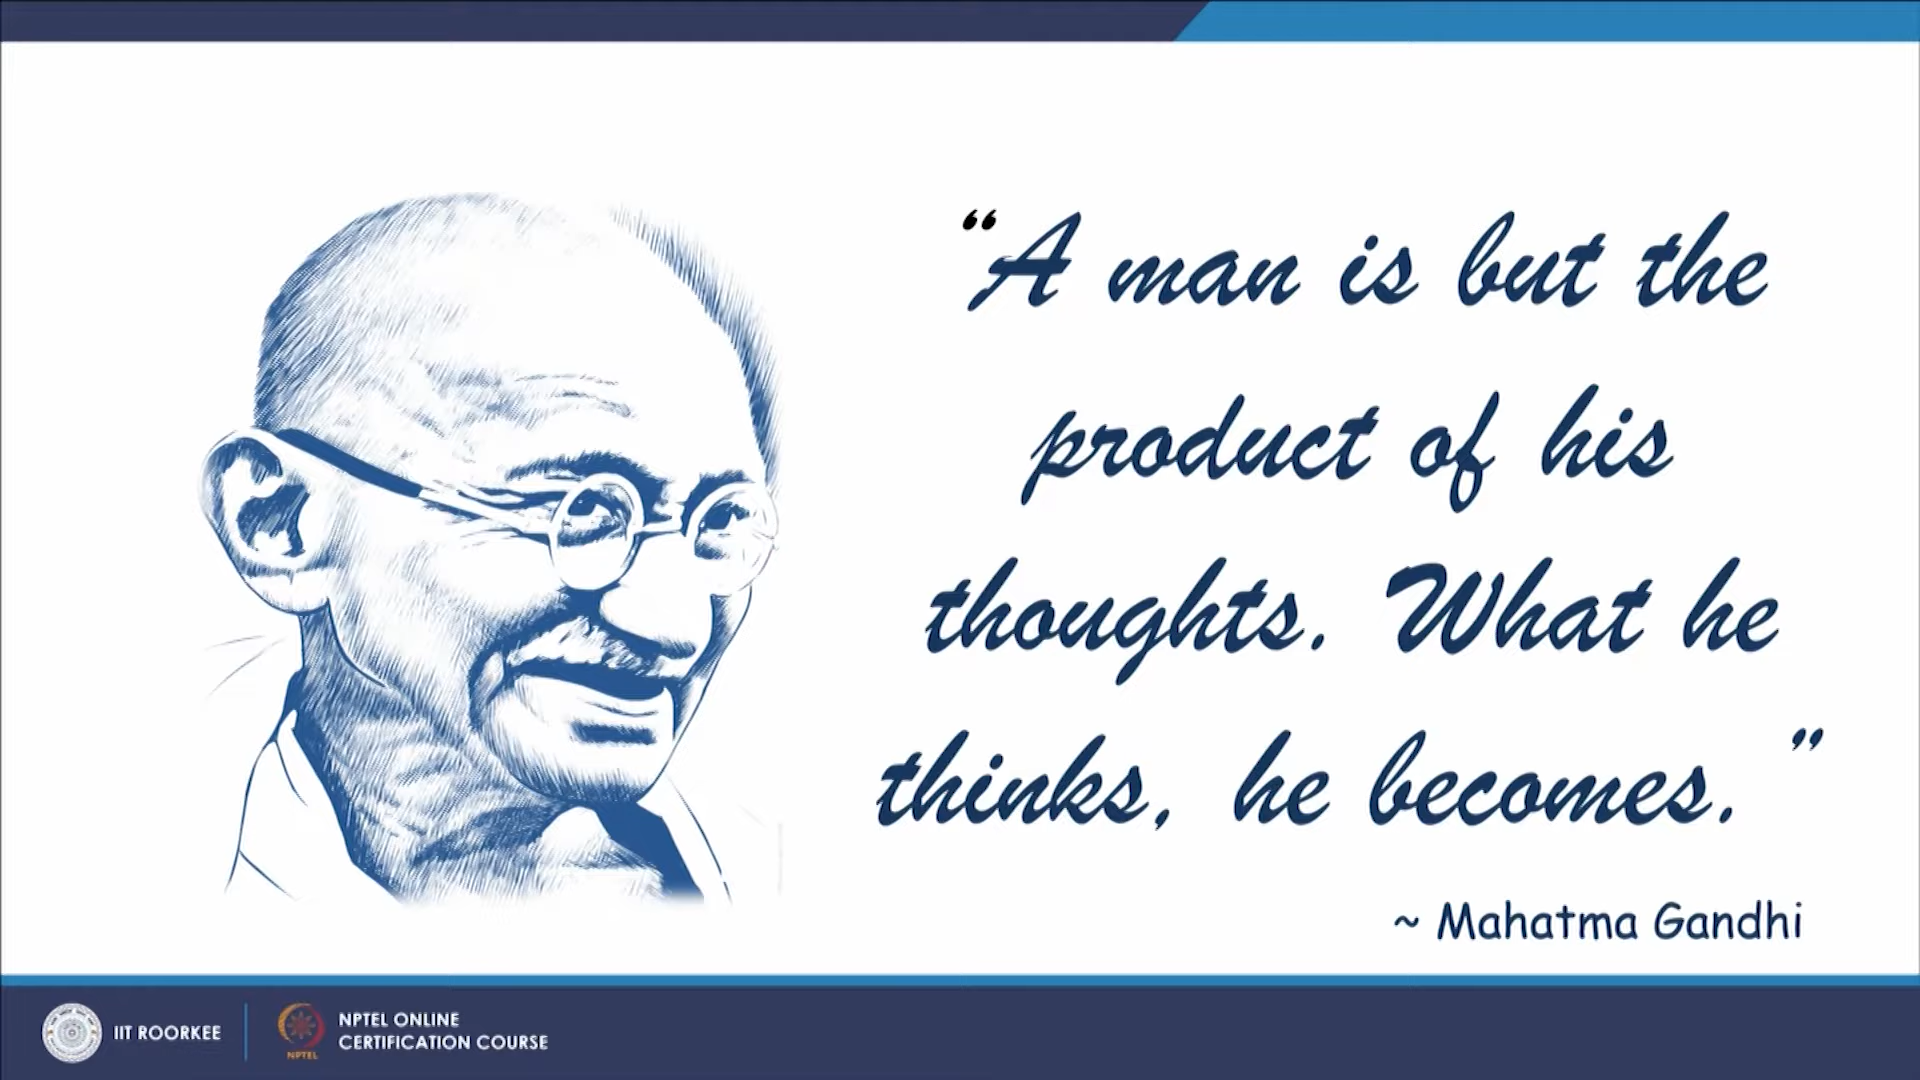 “A man is but the
product of his
thoughts. What he
thinks, he becomes. ”
~ Mahatma Gandhi
IIT ROORKEE
NPTEL
NPTEL ONLINE
CERTIFICATION COURSE